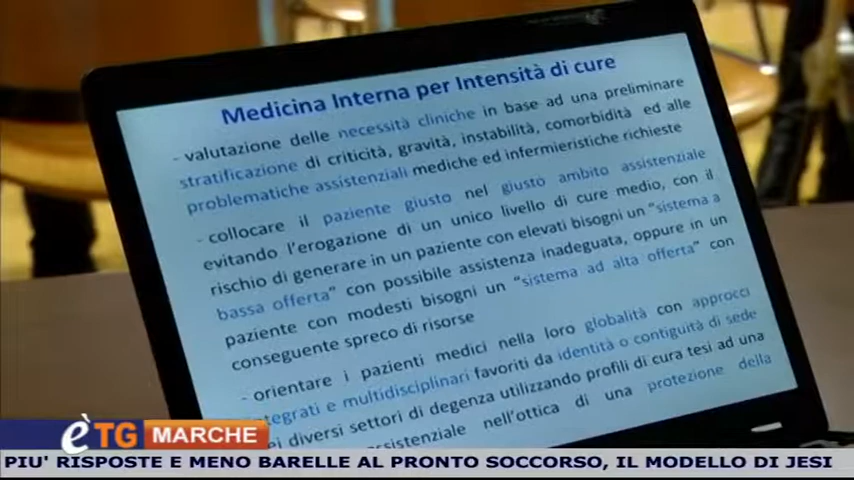 Medicina Interna per Intensità di cure
- valutazione delle necessità cliniche in base ad una preliminare
stratificazione di criticità, gravità, instabilità, comorbidità ed alle
problematiche assistenziali mediche ed infermieristiche richieste
- collocare il paziente giusto nel giusto ambito assistenziale
evitando l'erogazione di un unico livello di cure medio, con il
rischio di generare in un paziente con elevati bisogni un "sistema a
bassa offerta" con possibile assistenza inadeguata, oppure in un
paziente con modesti bisogni un "sistema ad alta offerta" con
conseguente spreco di risorse
- orientare i pazienti medici nella loro globalità con approcci
integrati e multidisciplinari favoriti da identità o contiguità di sede
nei diversi settori di degenza utilizzando profili di cura tesi ad una
nell'ottica di una protezione della
è TG MARCHE
PIU' RISPOSTE E MENO BARELLE AL PRONTO SOCCORSO, IL MODELLO DI JESI